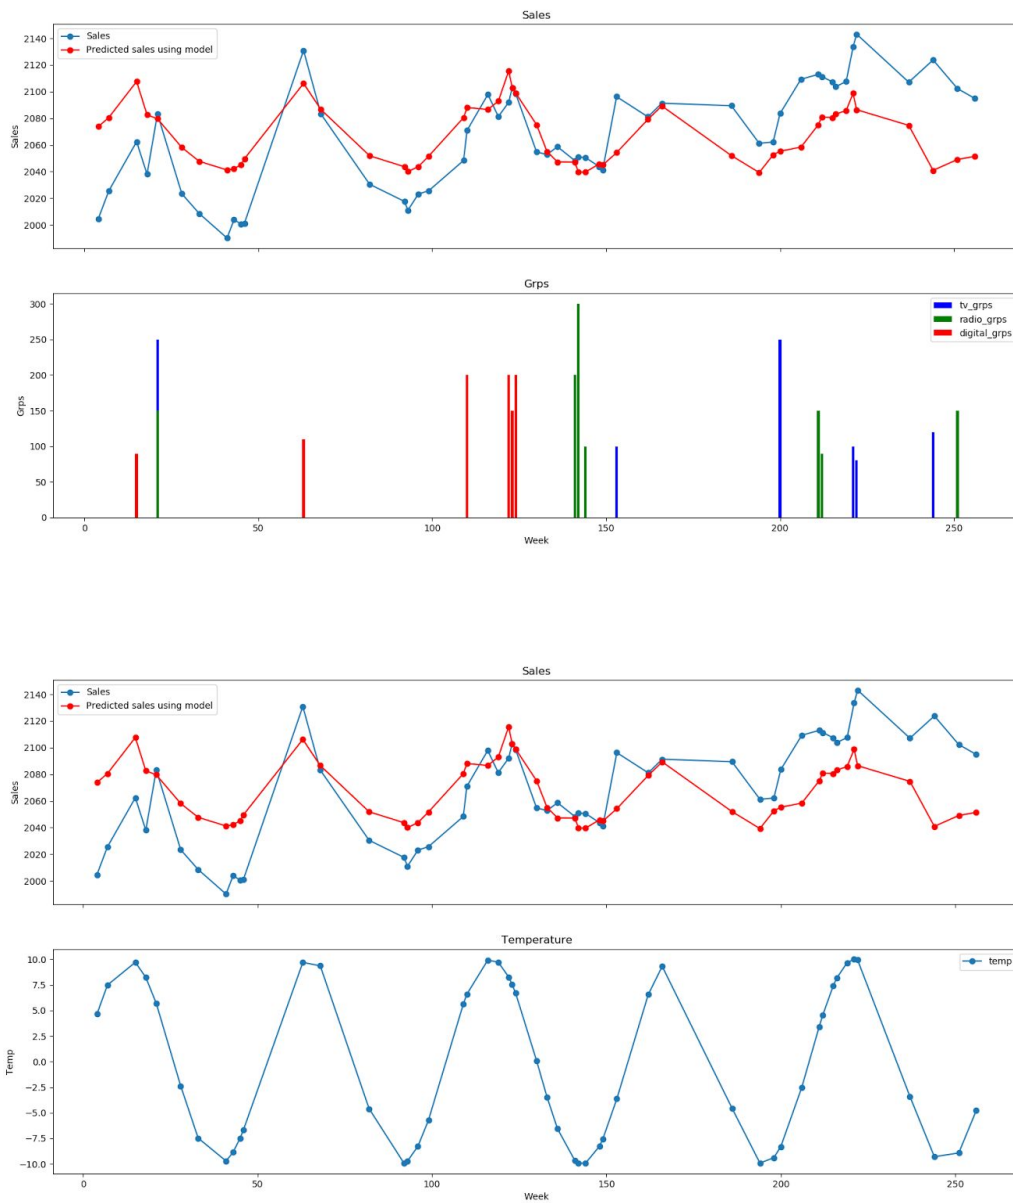 Sales
Sales
Predicted sales using model
2140
2120
2100
2080
2060
2040
2020
2000
Sales
Grps
tv_grps
radio_grps
digital_grps
300
250
200
150
100
50
0
Grps
0 50 100 150 200 250
Week
Sales
Sales
Predicted sales using model
2140
2120
2100
2080
2060
2040
2020
2000
Sales
Temperature
temp
10.0
7.5
5.0
2.5
0.0
−2.5
−5.0
−7.5
−10.0
Temp
0 50 100 150 200 250
Week